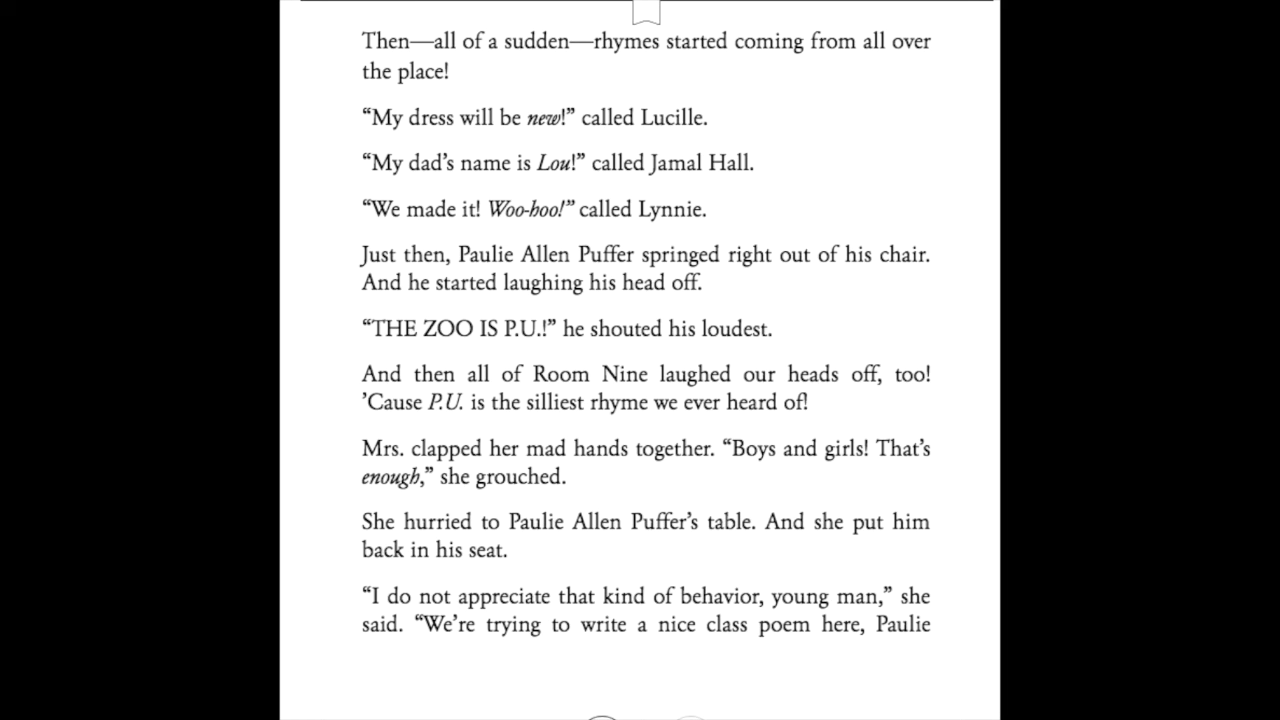 Then—all of a sudden—rhymes started coming from all over
the place!
“My dress will be new!” called Lucille.
“My dad’s name is Lou!” called Jamal Hall.
“We made it! Woo-hoo!” called Lynnie.
Just then, Paulie Allen Puffer springed right out of his chair.
And he started laughing his head off.
“THE ZOO IS P.U.!” he shouted his loudest.
And then all of Room Nine laughed our heads off, too!
’Cause P.U. is the silliest rhyme we ever heard of!
Mrs. clapped her mad hands together. “Boys and girls! That’s
enough,” she grouched.
She hurried to Paulie Allen Puffer’s table. And she put him
back in his seat.
“I do not appreciate that kind of behavior, young man,” she
said. “We’re trying to write a nice class poem here, Paulie